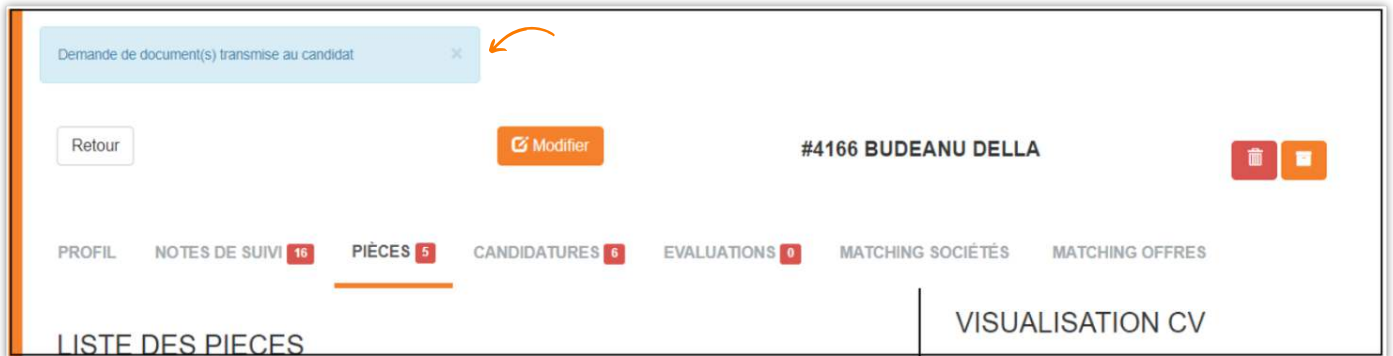 Demande de document(s) transmise au candidat ×
Retour Modifier #4166 BUDEANU DELLA
PROFIL NOTES DE SUIVI 16 PIÈCES 5 CANDIDATURES 6 EVALUATIONS 0 MATCHING SOCIÉTÉS MATCHING OFFRES
LISTE DES PIECES
VISUALISATION CV